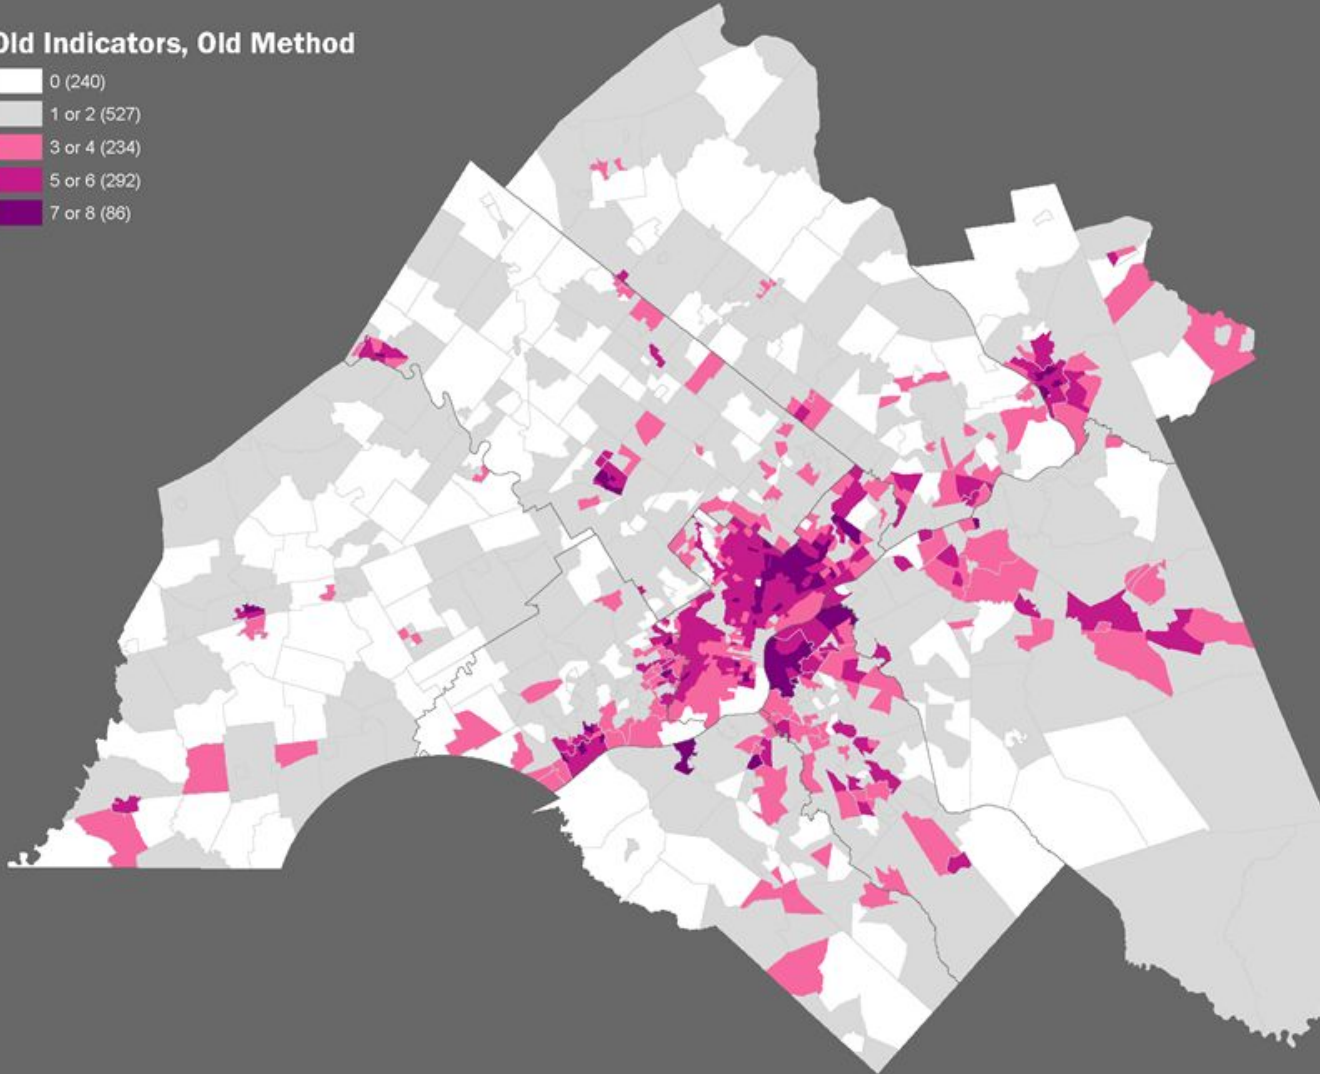 Old Indicators, Old Method
0 (240)
1 or 2 (527)
3 or 4 (234)
5 or 6 (292)
7 or 8 (86)